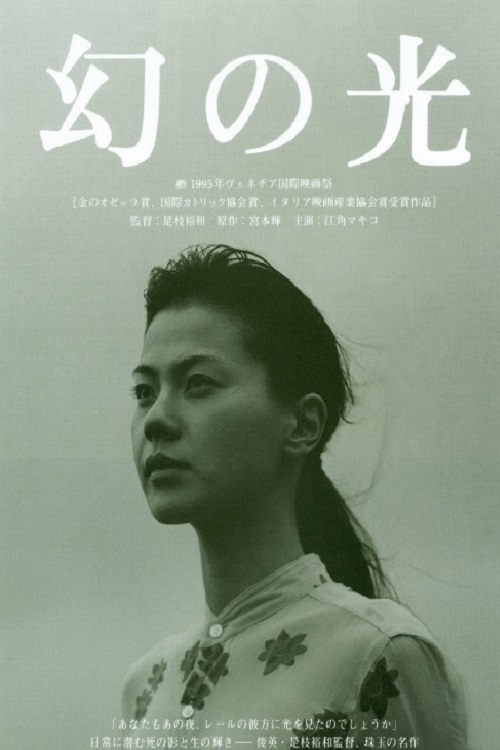 幻の光
1995年ヴェネチア国際映画祭
[金のオゼッラ賞、国際カトリック協会賞、イタリア映画産業協会賞受賞作品]
監督:是枝裕和 原作:宮本輝 主演:江角マキコ
「あなたもあの夜、レールの彼方に光を見たのでしょうか」
日常に潜む死の影と生の輝き── 俊英・是枝裕和監督、珠玉の名作